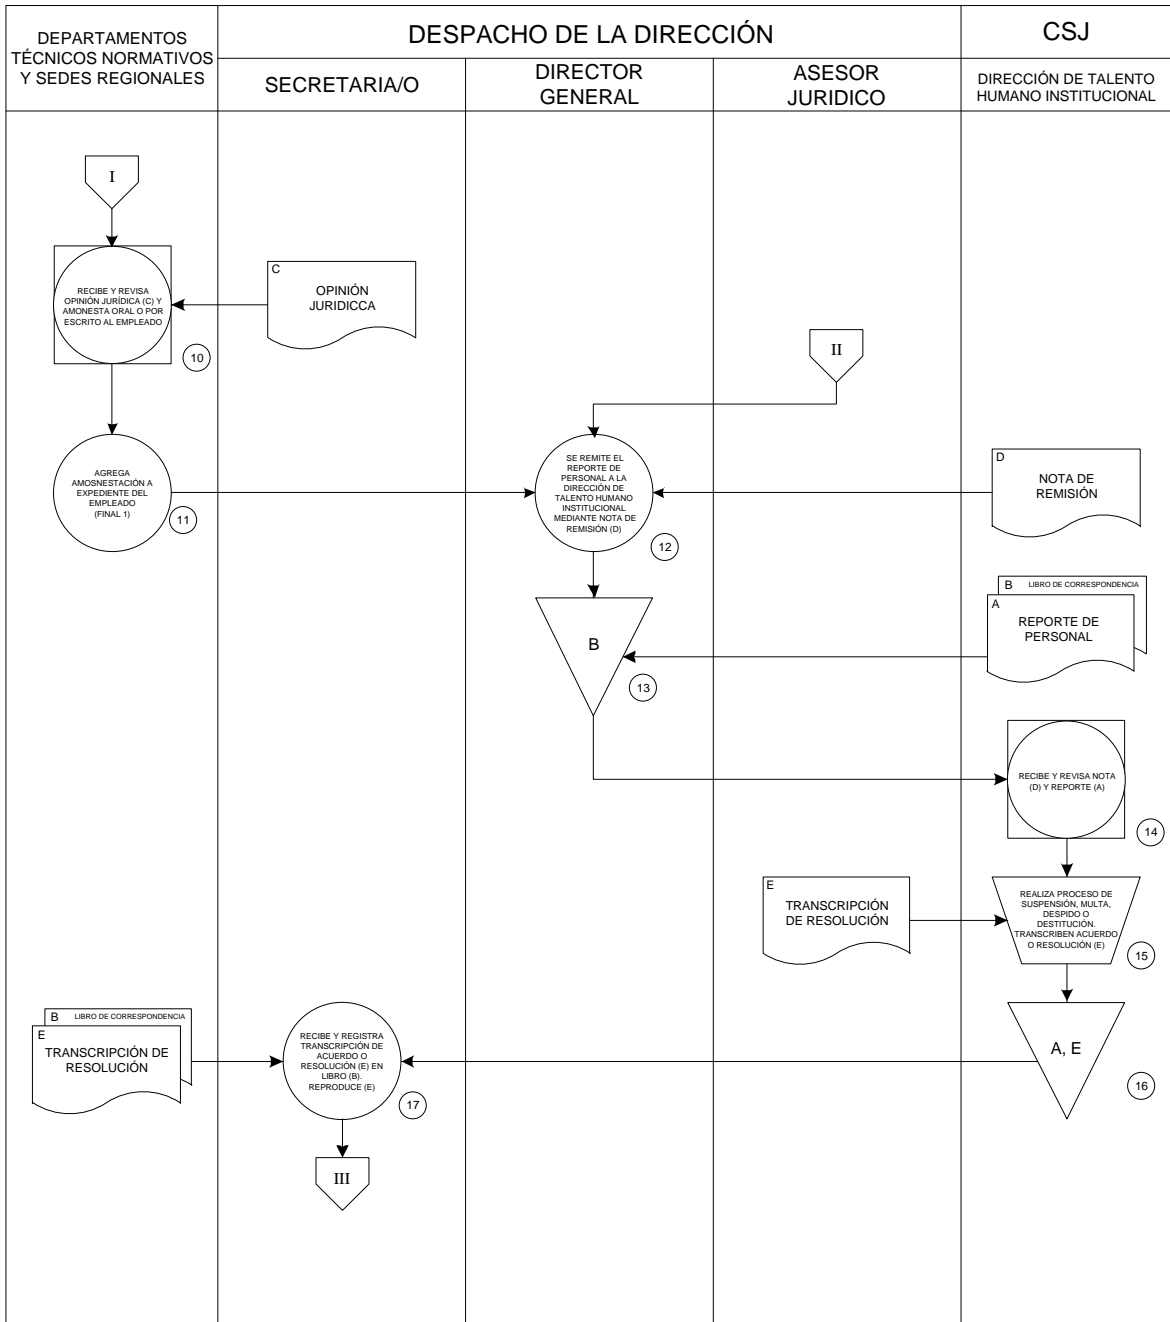 DEPARTAMENTOS
TÉCNICOS NORMATIVOS
Y SEDES REGIONALES
DESPACHO DE LA DIRECCIÓN
CSJ
SECRETARIA/O
DIRECTOR
GENERAL
ASESOR
JURIDICO
DIRECCIÓN DE TALENTO
HUMANO INSTITUCIONAL
I
RECIBE Y REVISA
OPINIÓN JURÍDICA (C) Y
AMONESTA ORAL O POR
ESCRITO AL EMPLEADO
10
C
OPINIÓN
JURIDICCA
II
AGREGA
AMOSNESTACIÓN A
EXPEDIENTE DEL
EMPLEADO
(FINAL 1)
11
SE REMITE EL
REPORTE DE
PERSONAL A LA
DIRECCIÓN DE
TALENTO HUMANO
INSTITUCIONAL
MEDIANTE NOTA DE
REMISIÓN (D)
12
D
NOTA DE
REMISIÓN
B LIBRO DE CORRESPONDENCIA
A
REPORTE DE
PERSONAL
B
13
RECIBE Y REVISA NOTA
(D) Y REPORTE (A)
14
E
TRANSCRIPCIÓN
DE RESOLUCIÓN
REALIZA PROCESO DE
SUSPENSIÓN, MULTA,
DESPIDO O
DESTITUCIÓN.
TRANSCRIBEN ACUERDO
O RESOLUCIÓN (E)
15
B LIBRO DE CORRESPONDENCIA
E
TRANSCRIPCIÓN DE
RESOLUCIÓN
RECIBE Y REGISTRA
TRANSCRIPCIÓN DE
ACUERDO O
RESOLUCIÓN (E) EN
LIBRO (B).
REPRODUCE (E)
17
A, E
16
III